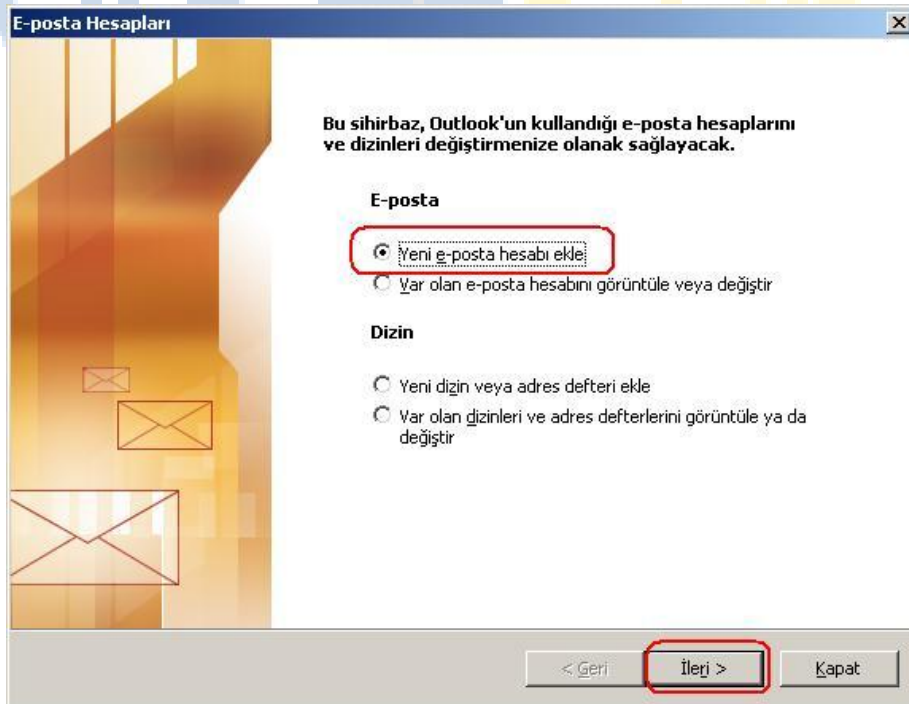 E-posta Hesapları
Bu sihirbaz, Outlook'un kullandığı e-posta hesaplarını
ve dizinleri değiştirmenize olanak sağlayacak.
E-posta
Yeni e-posta hesabı ekle
Var olan e-posta hesabını görüntüle veya değiştir
Dizin
Yeni dizin veya adres defteri ekle
Var olan dizinleri ve adres defterlerini görüntüle ya da
değiştir
< Geri
İleri >
Kapat